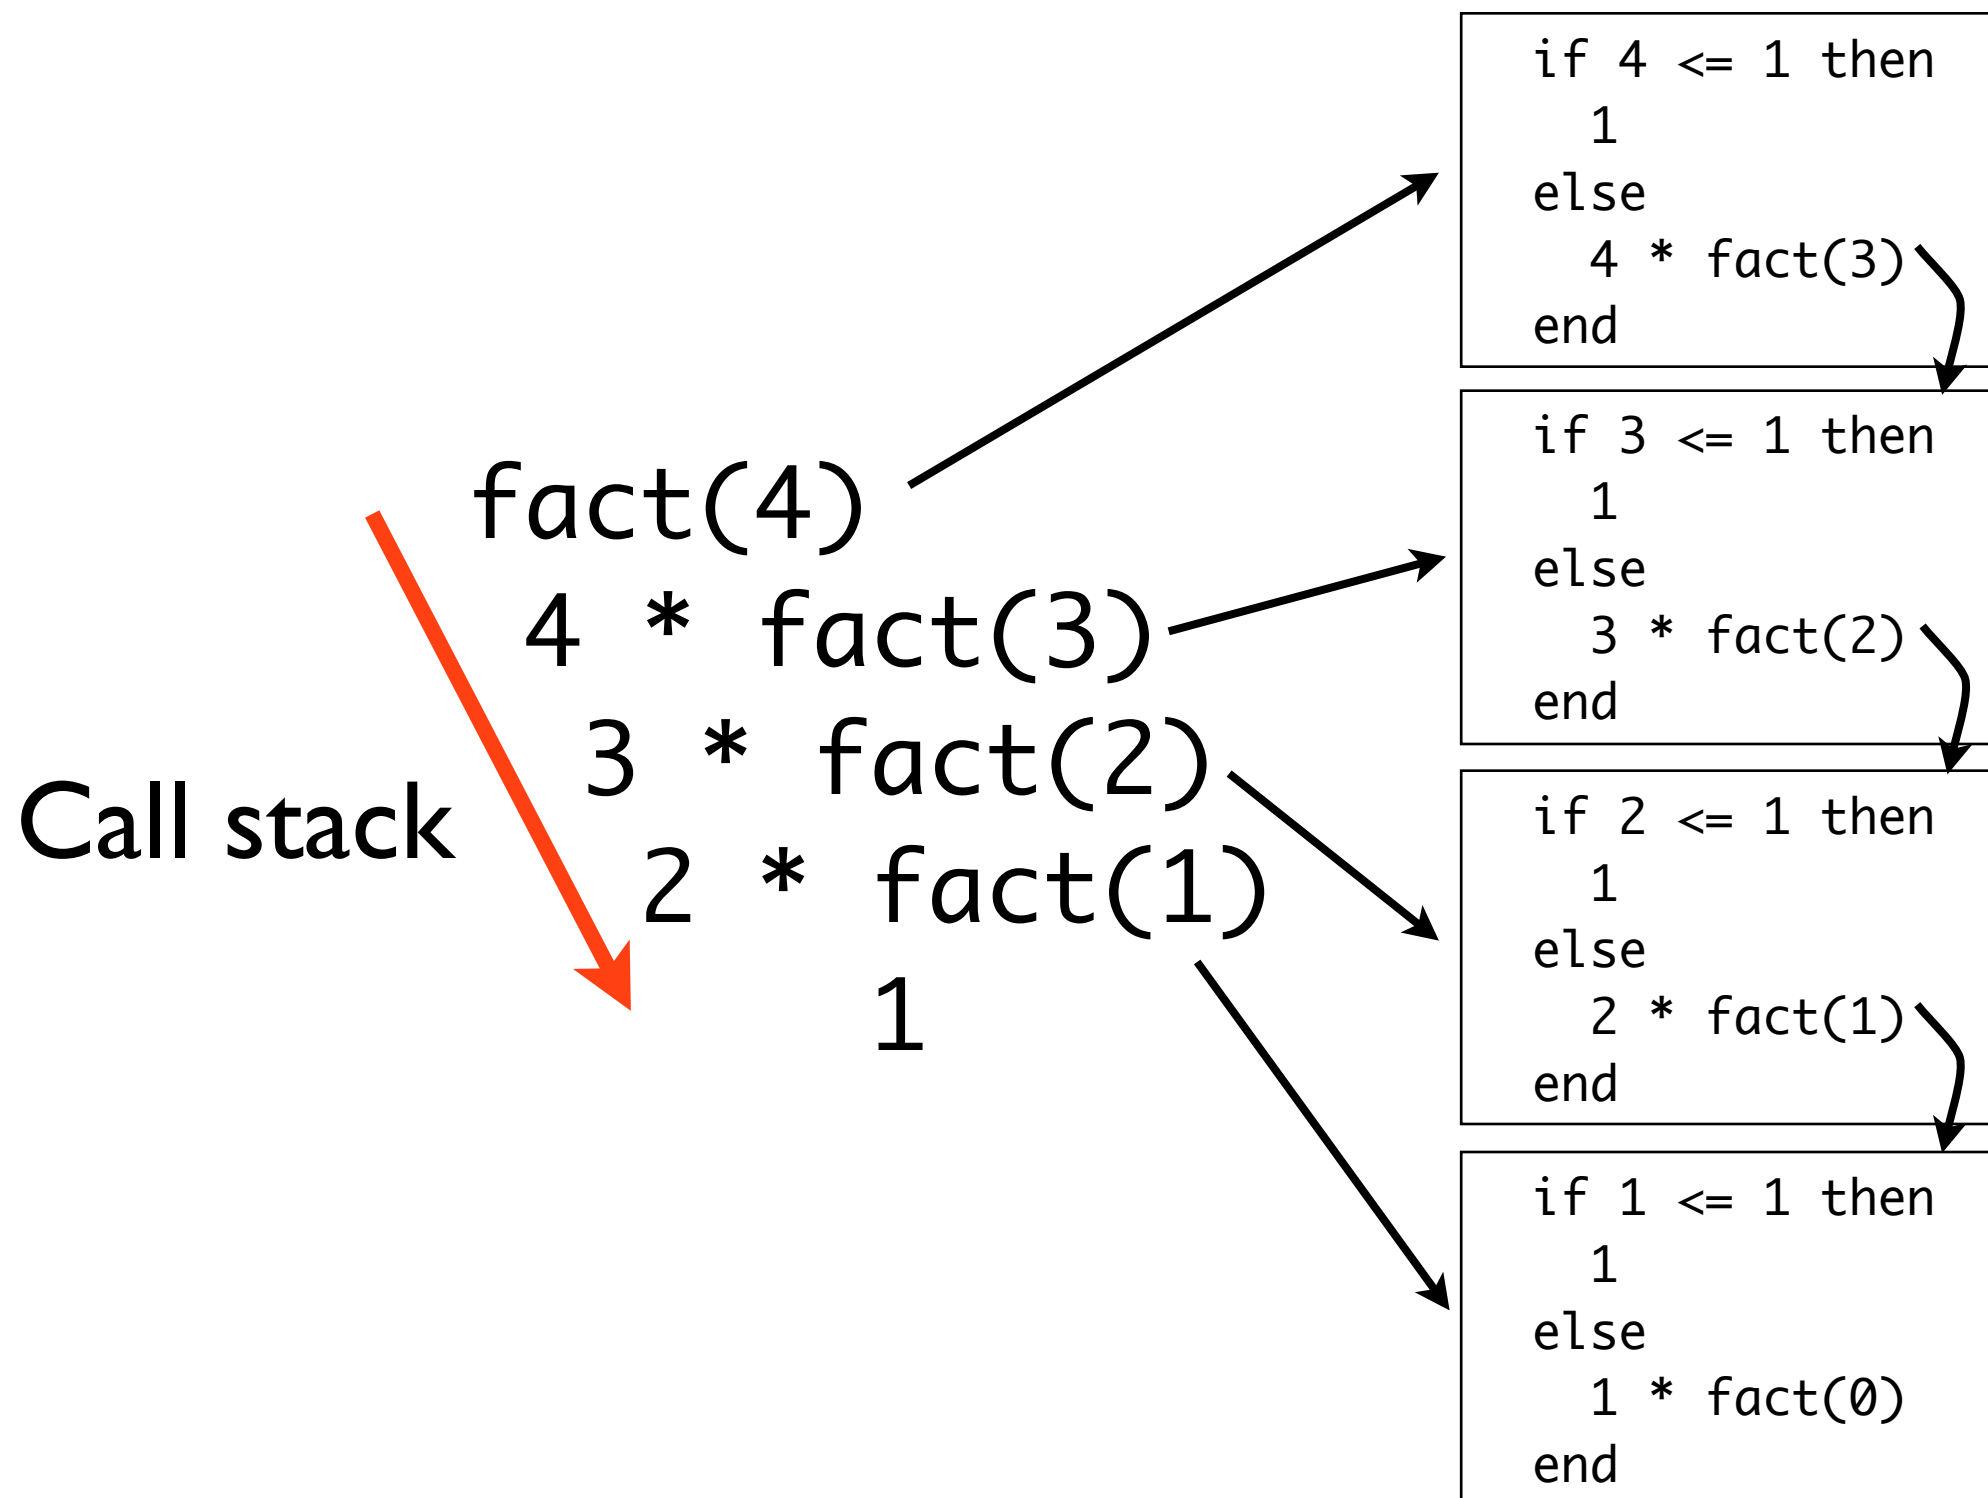 fact(4)
4 * fact(3)
3 * fact(2)
Call stack
2 * fact(1)
1
if 4 <= 1 then
1
else
4 * fact(3)
end
if 3 <= 1 then
1
else
3 * fact(2)
end
if 2 <= 1 then
1
else
2 * fact(1)
end
if 1 <= 1 then
1
else
1 * fact(0)
end